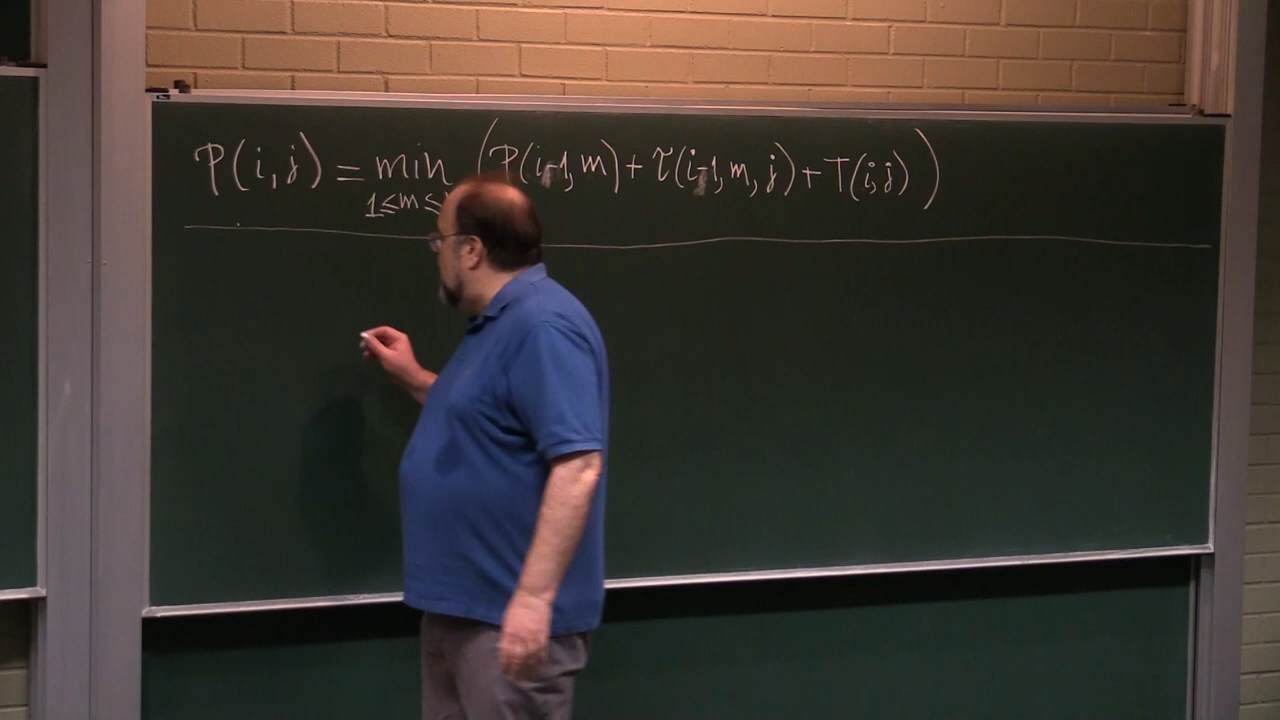 P(i,j) = min (P(i-1,m) + τ(i-1,m,j) + T(i,j))
1≤m≤